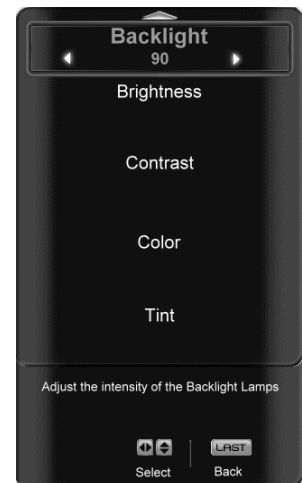 Backlight
90
Brightness
Contrast
Color
Tint
Adjust the intensity of the Backlight Lamps
LAST
Select Back